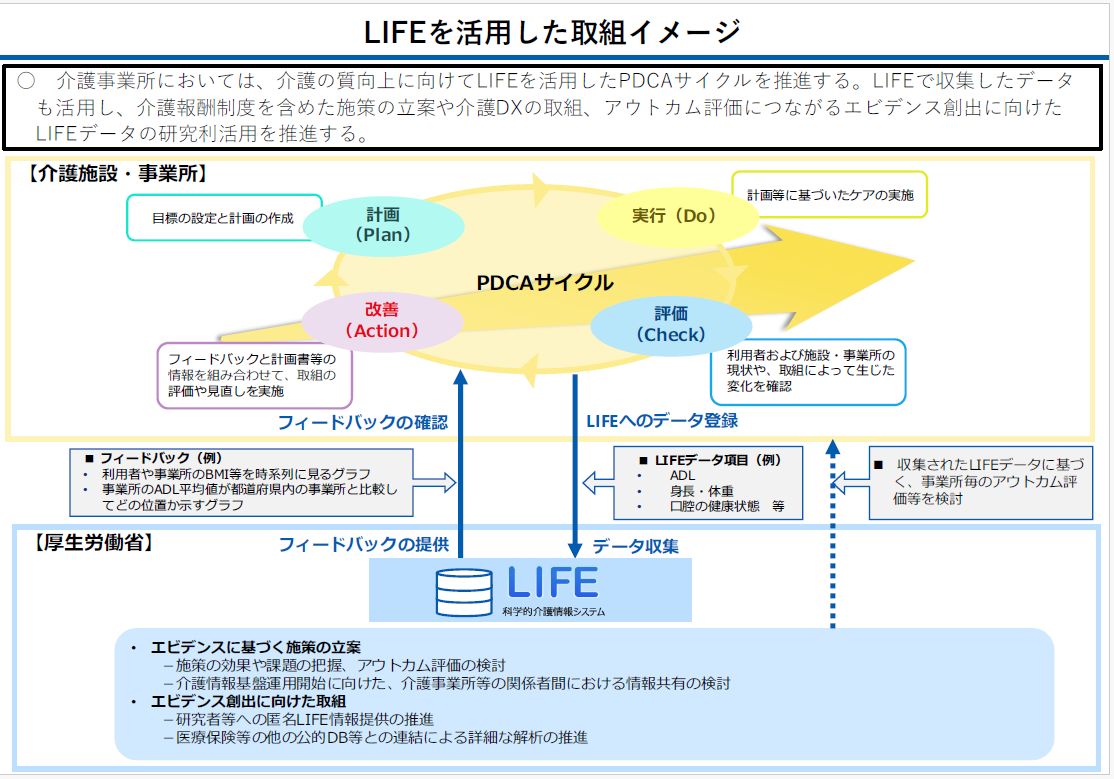 LIFEを活用した取組イメージ
○　介護事業所においては、介護の質向上に向けてLIFEを活用したPDCAサイクルを推進する。LIFEで収集したデータ
も活用し、介護報酬制度を含めた施策の立案や介護DXの取組、アウトカム評価につながるエビデンス創出に向けた
LIFEデータの研究利活用を推進する。
【介護施設・事業所】
目標の設定と計画の作成
計画
（Plan）
実行（Do）
計画等に基づいたケアの実施
PDCAサイクル
改善
（Action）
評価
（Check）
フィードバックと計画書等の
情報を組み合わせて、取組の
評価や見直しを実施
利用者および施設・事業所の
現状や、取組によって生じた
変化を確認
フィードバックの確認
LIFEへのデータ登録
■ フィードバック（例）
• 利用者や事業所のBMI等を時系列に見るグラフ
• 事業所のADL平均値が都道府県内の事業所と比較し
てどの位置か示すグラフ
■ LIFEデータ項目（例）
• ADL
• 身長・体重
• 口腔の健康状態　等
■ 収集されたLIFEデータに基づ
く、事業所毎のアウトカム評
価等を検討
【厚生労働省】
フィードバックの提供
データ収集
LIFE
科学的介護情報システム
• エビデンスに基づく施策の立案
－施策の効果や課題の把握、アウトカム評価の検討
－介護情報基盤運用開始に向けた、介護事業所等の関係者間における情報共有の検討
• エビデンス創出に向けた取組
－研究者等への匿名LIFE情報提供の推進
－医療保険等の他の公的DB等との連結による詳細な解析の推進